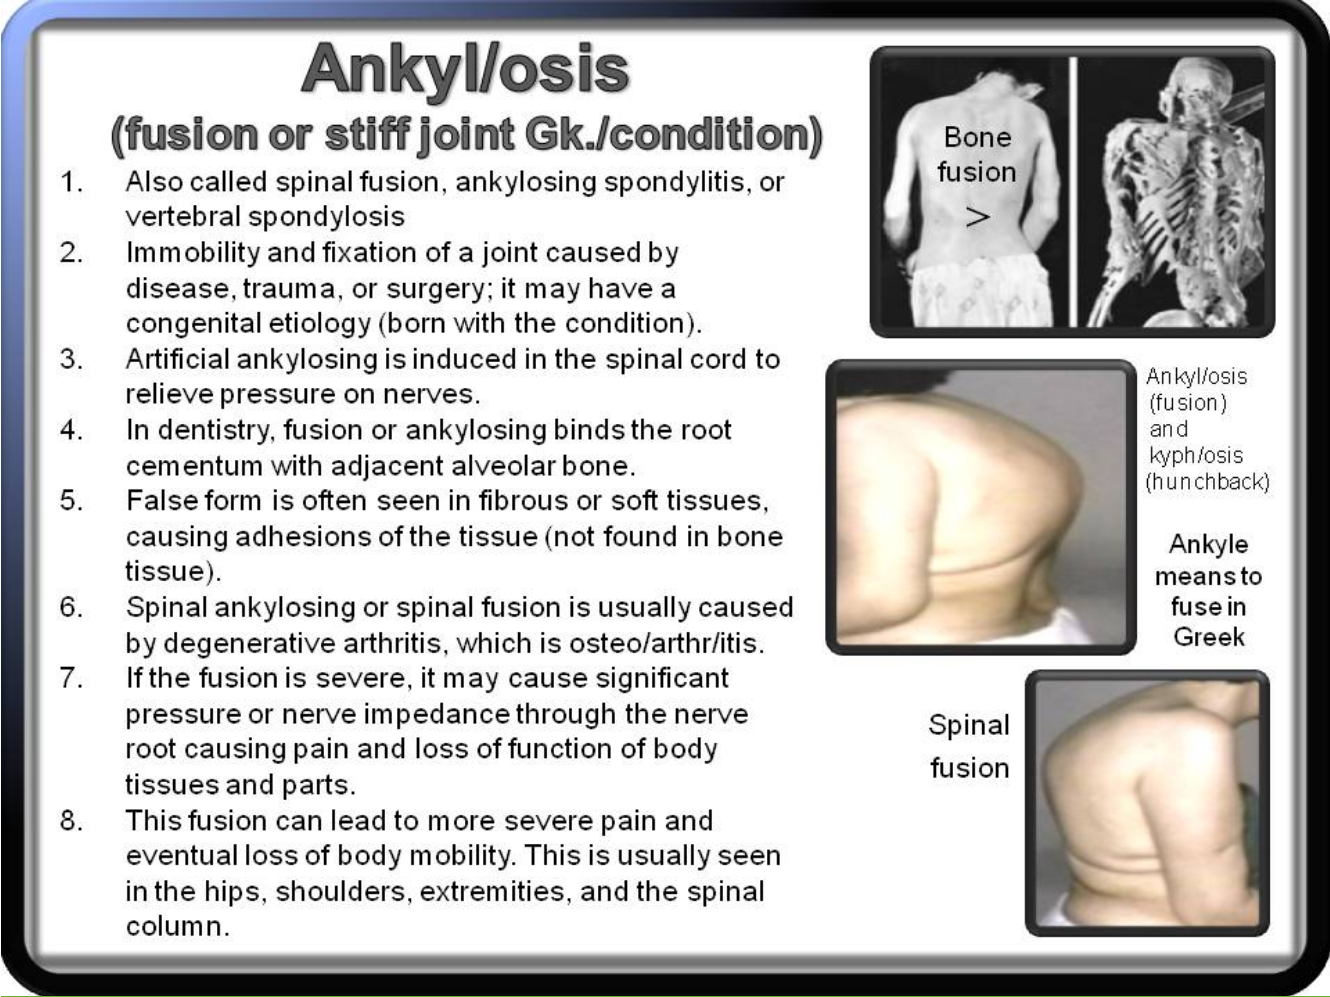 Ankyl/osis
(fusion or stiff joint Gk./condition)
1. Also called spinal fusion, ankylosing spondylitis, or
vertebral spondylosis
2. Immobility and fixation of a joint caused by
disease, trauma, or surgery; it may have a
congenital etiology (born with the condition).
3. Artificial ankylosing is induced in the spinal cord to
relieve pressure on nerves.
4. In dentistry, fusion or ankylosing binds the root
cementum with adjacent alveolar bone.
5. False form is often seen in fibrous or soft tissues,
causing adhesions of the tissue (not found in bone
tissue).
6. Spinal ankylosing or spinal fusion is usually caused
by degenerative arthritis, which is osteo/arthr/itis.
7. If the fusion is severe, it may cause significant
pressure or nerve impedance through the nerve
root causing pain and loss of function of body
tissues and parts.
8. This fusion can lead to more severe pain and
eventual loss of body mobility. This is usually seen
in the hips, shoulders, extremities, and the spinal
column.
Bone
fusion
>
Ankyl/osis
(fusion)
and
kyph/osis
(hunchback)
Ankyle
means to
fuse in
Greek
Spinal
fusion